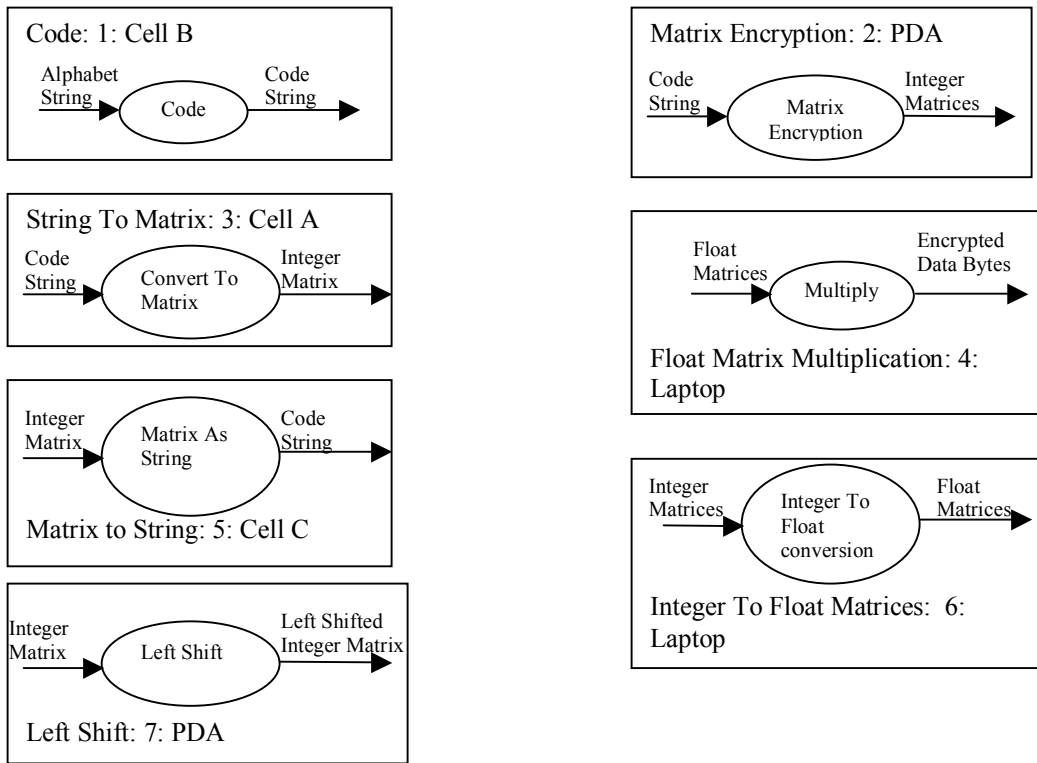 Code: 1: Cell B
Alphabet
String
Code
Code
String
Matrix Encryption: 2: PDA
Code
String
Matrix
Encryption
Integer
Matrices
String To Matrix: 3: Cell A
Code
String
Convert To
Matrix
Integer
Matrix
Float
Matrices
Multiply
Encrypted
Data Bytes
Float Matrix Multiplication: 4:
Laptop
Integer
Matrix
Matrix As
String
Code
String
Matrix to String: 5: Cell C
Integer
Matrices
Integer To
Float
conversion
Float
Matrices
Integer To Float Matrices: 6:
Laptop
Integer
Matrix
Left Shift
Left Shifted
Integer Matrix
Left Shift: 7: PDA